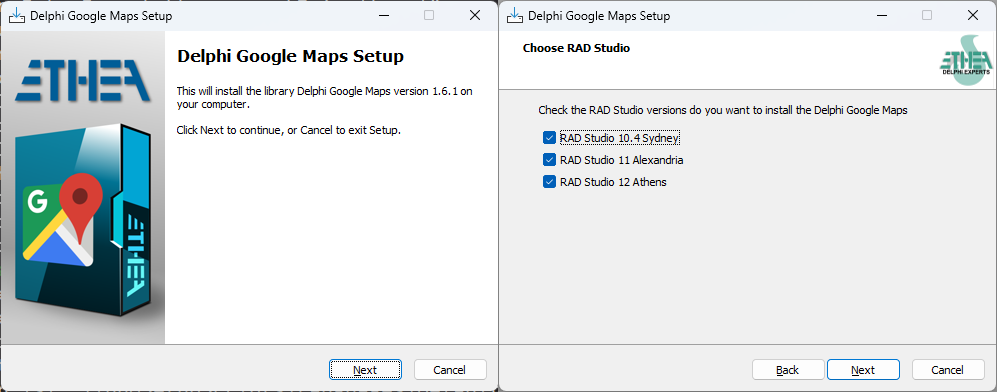 Delphi Google Maps Setup
ETHEA
G
ETHEA
Delphi Google Maps Setup
This will install the library Delphi Google Maps version 1.6.1 on
your computer.
Click Next to continue, or Cancel to exit Setup.
Next
Cancel
Delphi Google Maps Setup
Choose RAD Studio
ETHEA
DELPHI EXPERTS
Check the RAD Studio versions do you want to install the Delphi Google Maps
RAD Studio 10.4 Sydney
RAD Studio 11 Alexandria
RAD Studio 12 Athens
Back
Next
Cancel